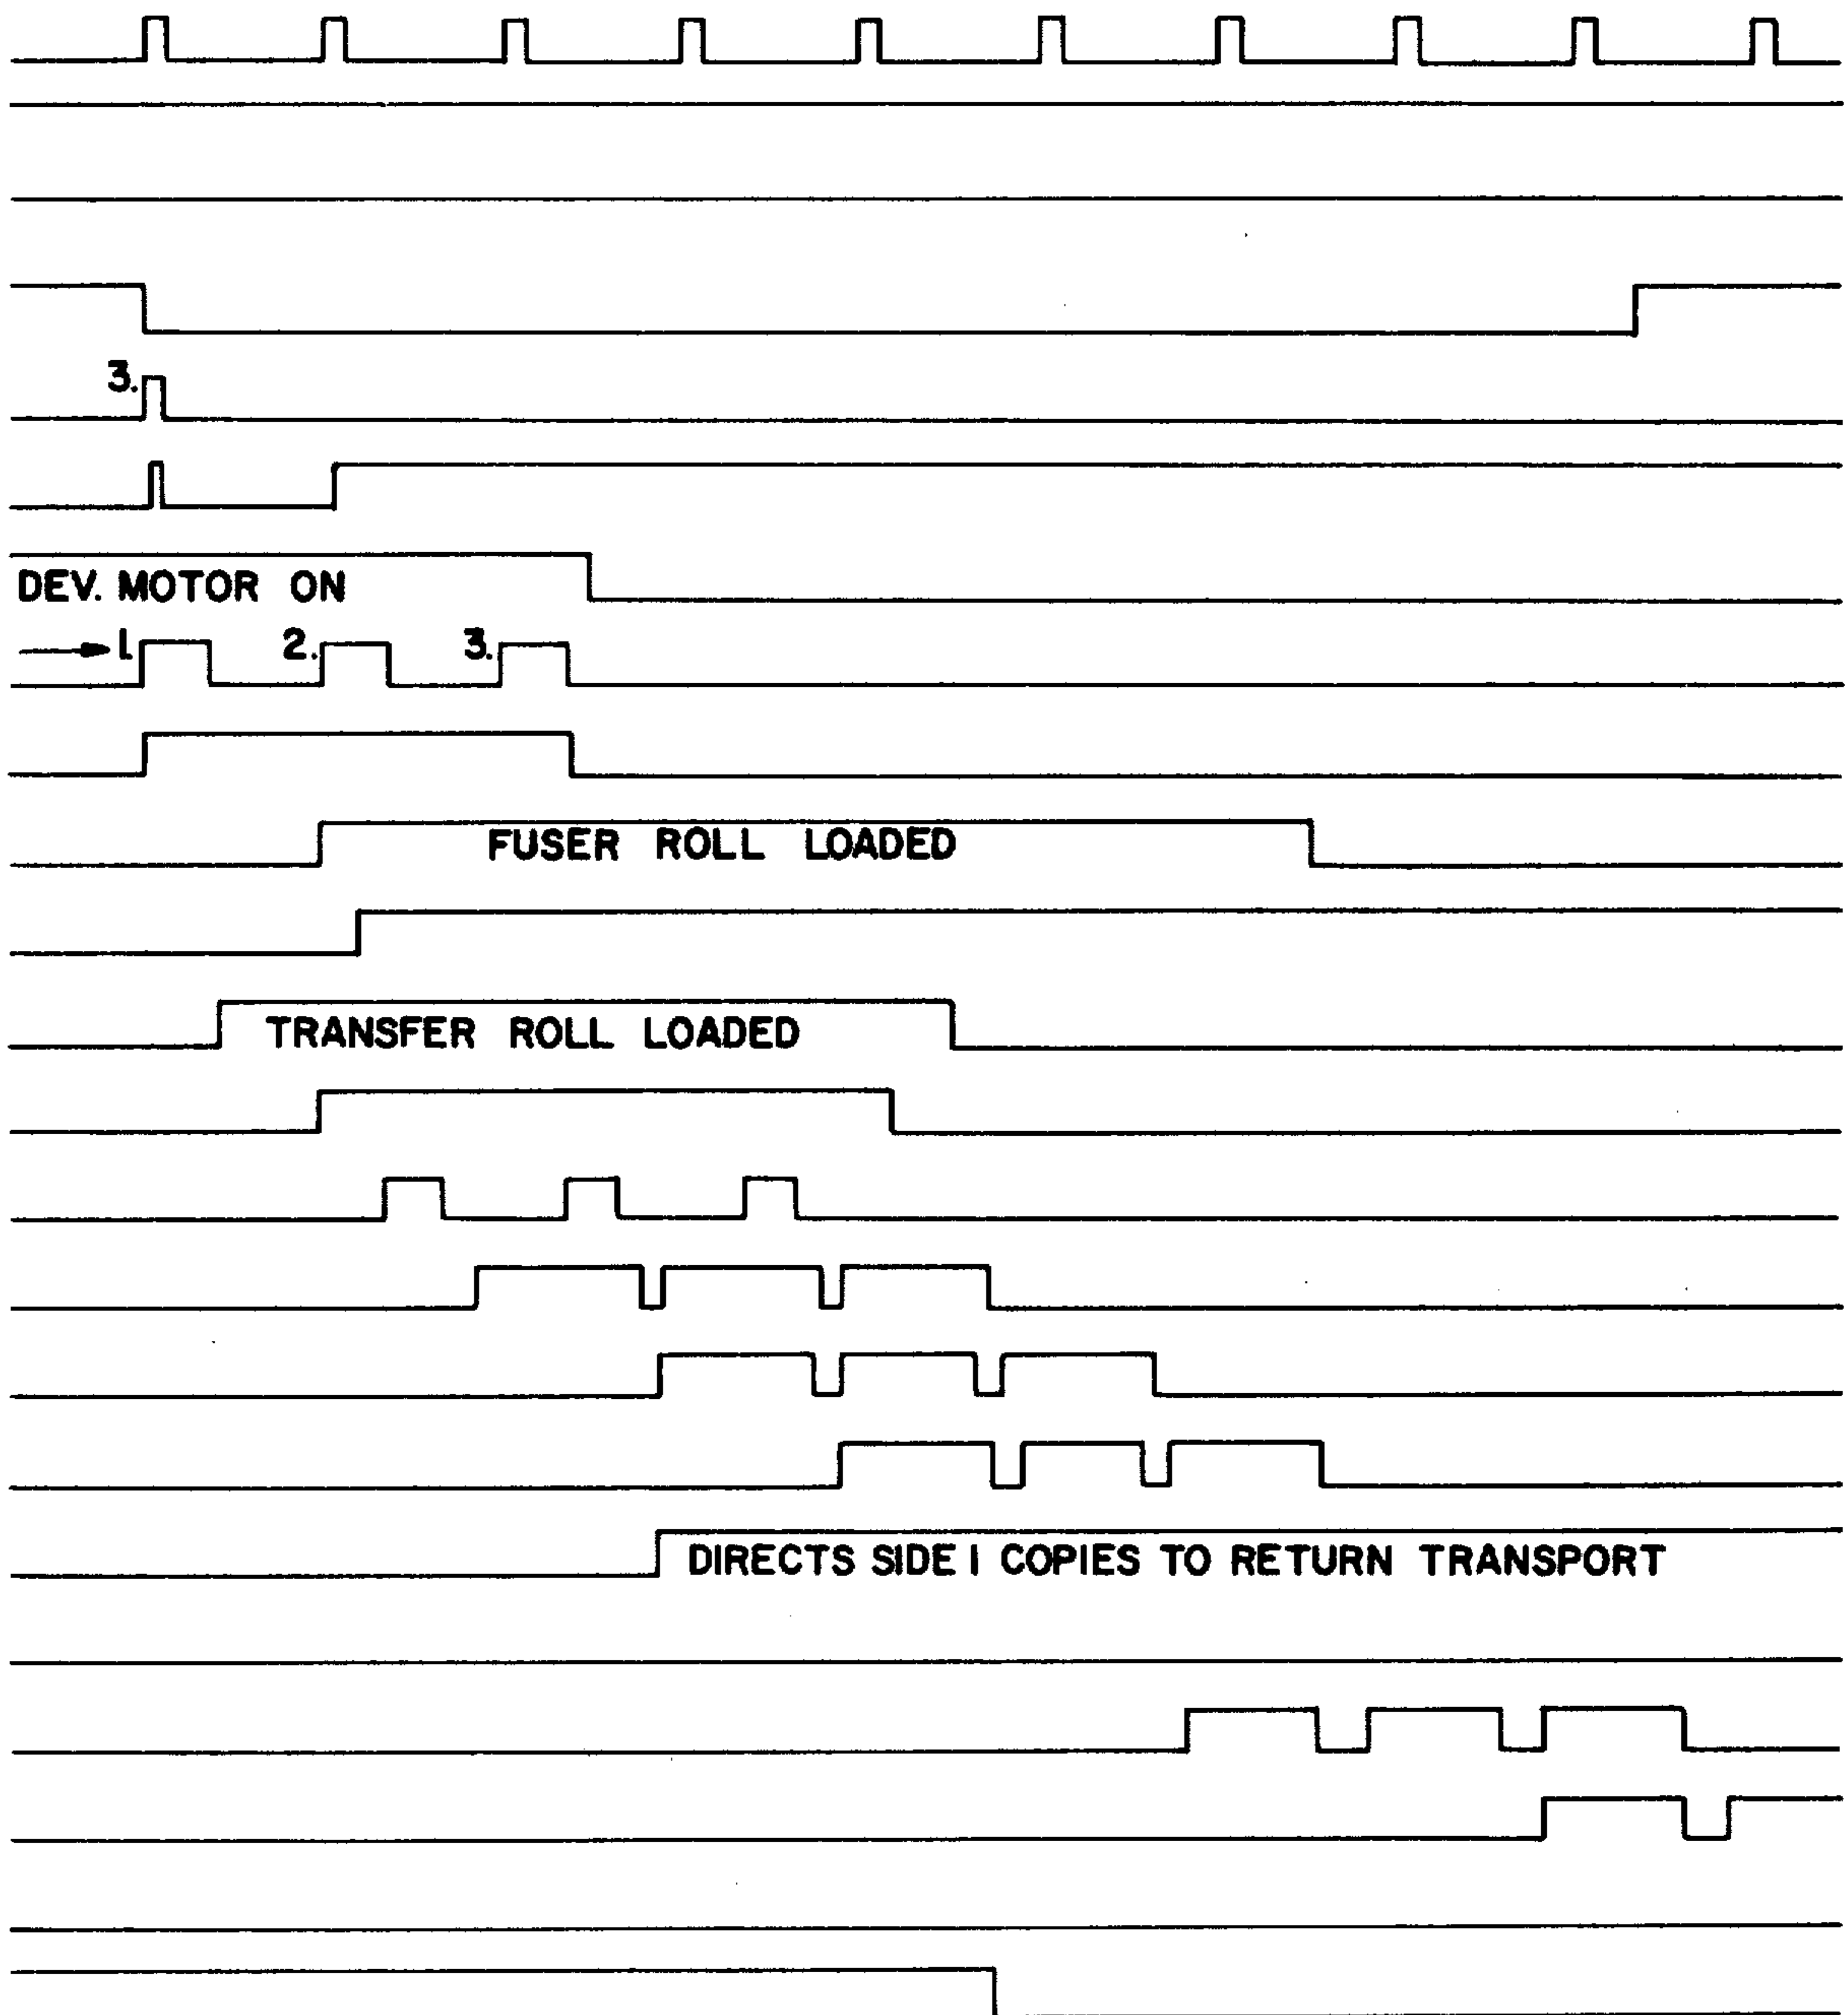 3.
DEV. MOTOR ON
1. 2. 3.
FUSER ROLL LOADED
TRANSFER ROLL LOADED
DIRECTS SIDE 1 COPIES TO RETURN TRANSPORT